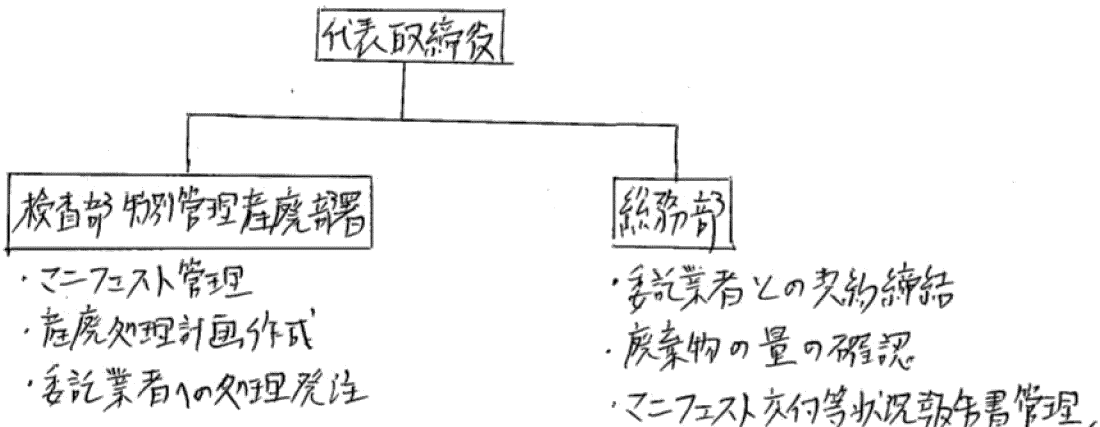 代表取締役
検査部 特別管理産廃部署
・マニフェスト管理
・産廃処理計画作成
・委託業者への処理発注
総務部
・委託業者との契約締結
・廃棄物の量の確認
・マニフェスト交付等状況報告書管理